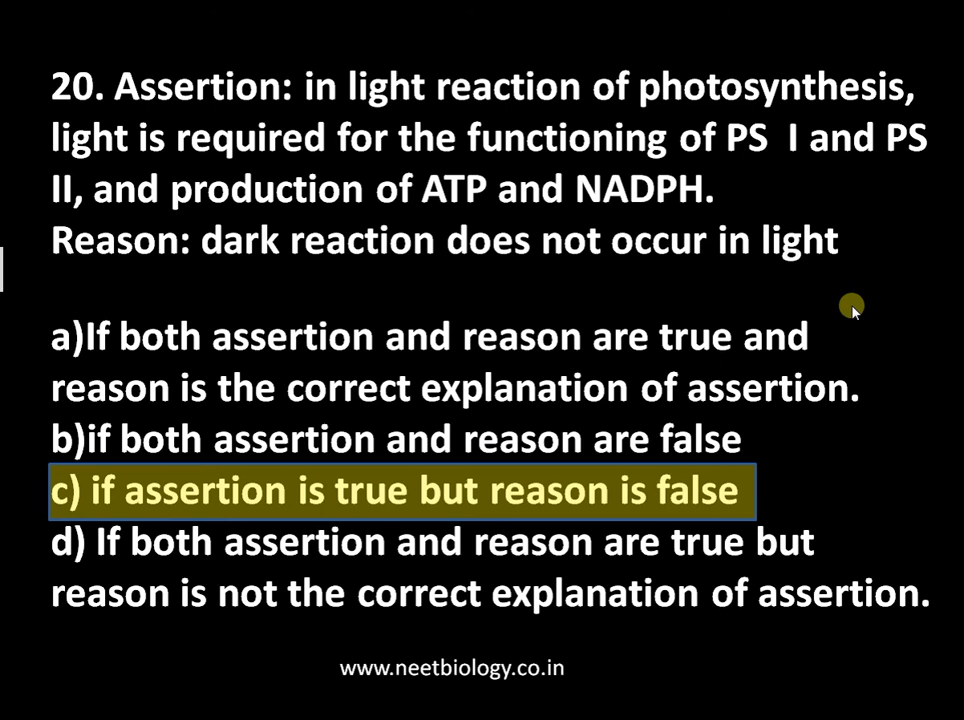 20. Assertion: in light reaction of photosynthesis,
light is required for the functioning of PS I and PS
II, and production of ATP and NADPH.
Reason: dark reaction does not occur in light
a)If both assertion and reason are true and
reason is the correct explanation of assertion.
b)if both assertion and reason are false
c) if assertion is true but reason is false
d) If both assertion and reason are true but
reason is not the correct explanation of assertion.
www.neetbiology.co.in